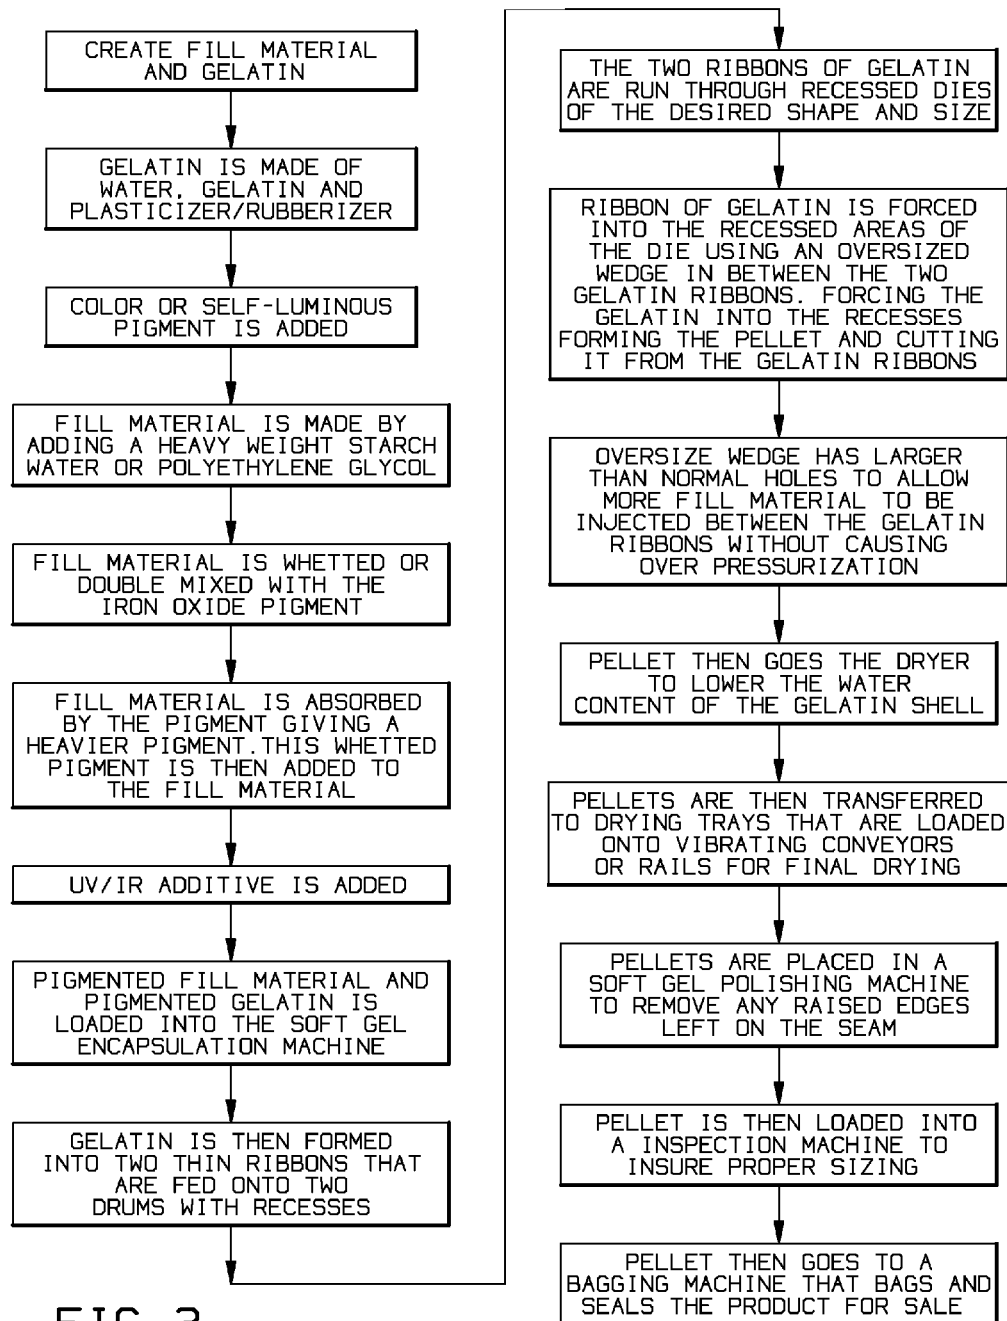 CREATE FILL MATERIAL
AND GELATIN
GELATIN IS MADE OF
WATER, GELATIN AND
PLASTICIZER/RUBBERIZER
COLOR OR SELF-LUMINOUS
PIGMENT IS ADDED
FILL MATERIAL IS MADE BY
ADDING A HEAVY WEIGHT STARCH
WATER OR POLYETHYLENE GLYCOL
FILL MATERIAL IS WHETTED OR
DOUBLE MIXED WITH THE
IRON OXIDE PIGMENT
FILL MATERIAL IS ABSORBED
BY THE PIGMENT GIVING A
HEAVIER PIGMENT.THIS WHETTED
PIGMENT IS THEN ADDED TO
THE FILL MATERIAL
UV/IR ADDITIVE IS ADDED
PIGMENTED FILL MATERIAL AND
PIGMENTED GELATIN IS
LOADED INTO THE SOFT GEL
ENCAPSULATION MACHINE
GELATIN IS THEN FORMED
INTO TWO THIN RIBBONS THAT
ARE FED ONTO TWO
DRUMS WITH RECESSES
THE TWO RIBBONS OF GELATIN
ARE RUN THROUGH RECESSED DIES
OF THE DESIRED SHAPE AND SIZE
RIBBON OF GELATIN IS FORCED
INTO THE RECESSED AREAS OF
THE DIE USING AN OVERSIZED
WEDGE IN BETWEEN THE TWO
GELATIN RIBBONS. FORCING THE
GELATIN INTO THE RECESSES
FORMING THE PELLET AND CUTTING
IT FROM THE GELATIN RIBBONS
OVERSIZE WEDGE HAS LARGER
THAN NORMAL HOLES TO ALLOW
MORE FILL MATERIAL TO BE
INJECTED BETWEEN THE GELATIN
RIBBONS WITHOUT CAUSING
OVER PRESSURIZATION
PELLET THEN GOES THE DRYER
TO LOWER THE WATER
CONTENT OF THE GELATIN SHELL
PELLETS ARE THEN TRANSFERRED
TO DRYING TRAYS THAT ARE LOADED
ONTO VIBRATING CONVEYORS
OR RAILS FOR FINAL DRYING
PELLETS ARE PLACED IN A
SOFT GEL POLISHING MACHINE
TO REMOVE ANY RAISED EDGES
LEFT ON THE SEAM
PELLET IS THEN LOADED INTO
A INSPECTION MACHINE TO
INSURE PROPER SIZING
PELLET THEN GOES TO A
BAGGING MACHINE THAT BAGS AND
SEALS THE PRODUCT FOR SALE